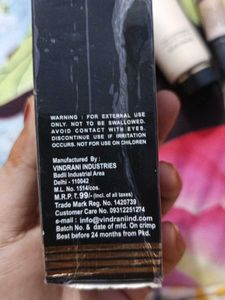 WARNING : FOR EXTERNAL USE
ONLY. NOT TO BE SWALLOWED.
AVOID CONTACT WITH EYES.
DISCONTINUE USE IF IRRITATION
OCCURS. NOT FOR USE ON CHILDREN
Manufactured By :
VINDRANI INDUSTRIES
Badli Industrial Area
Delhi - 110042
M.L. No. 1514/cos.
M.R.P. ₹.99/- (incl. of all taxes)
Trade Mark Reg. No. 1420739
Customer Care No. 09312251274
e-mail : info@vindraniind.com
Batch No. & date of mfd. On crimp
Best before 24 months from Pkd.